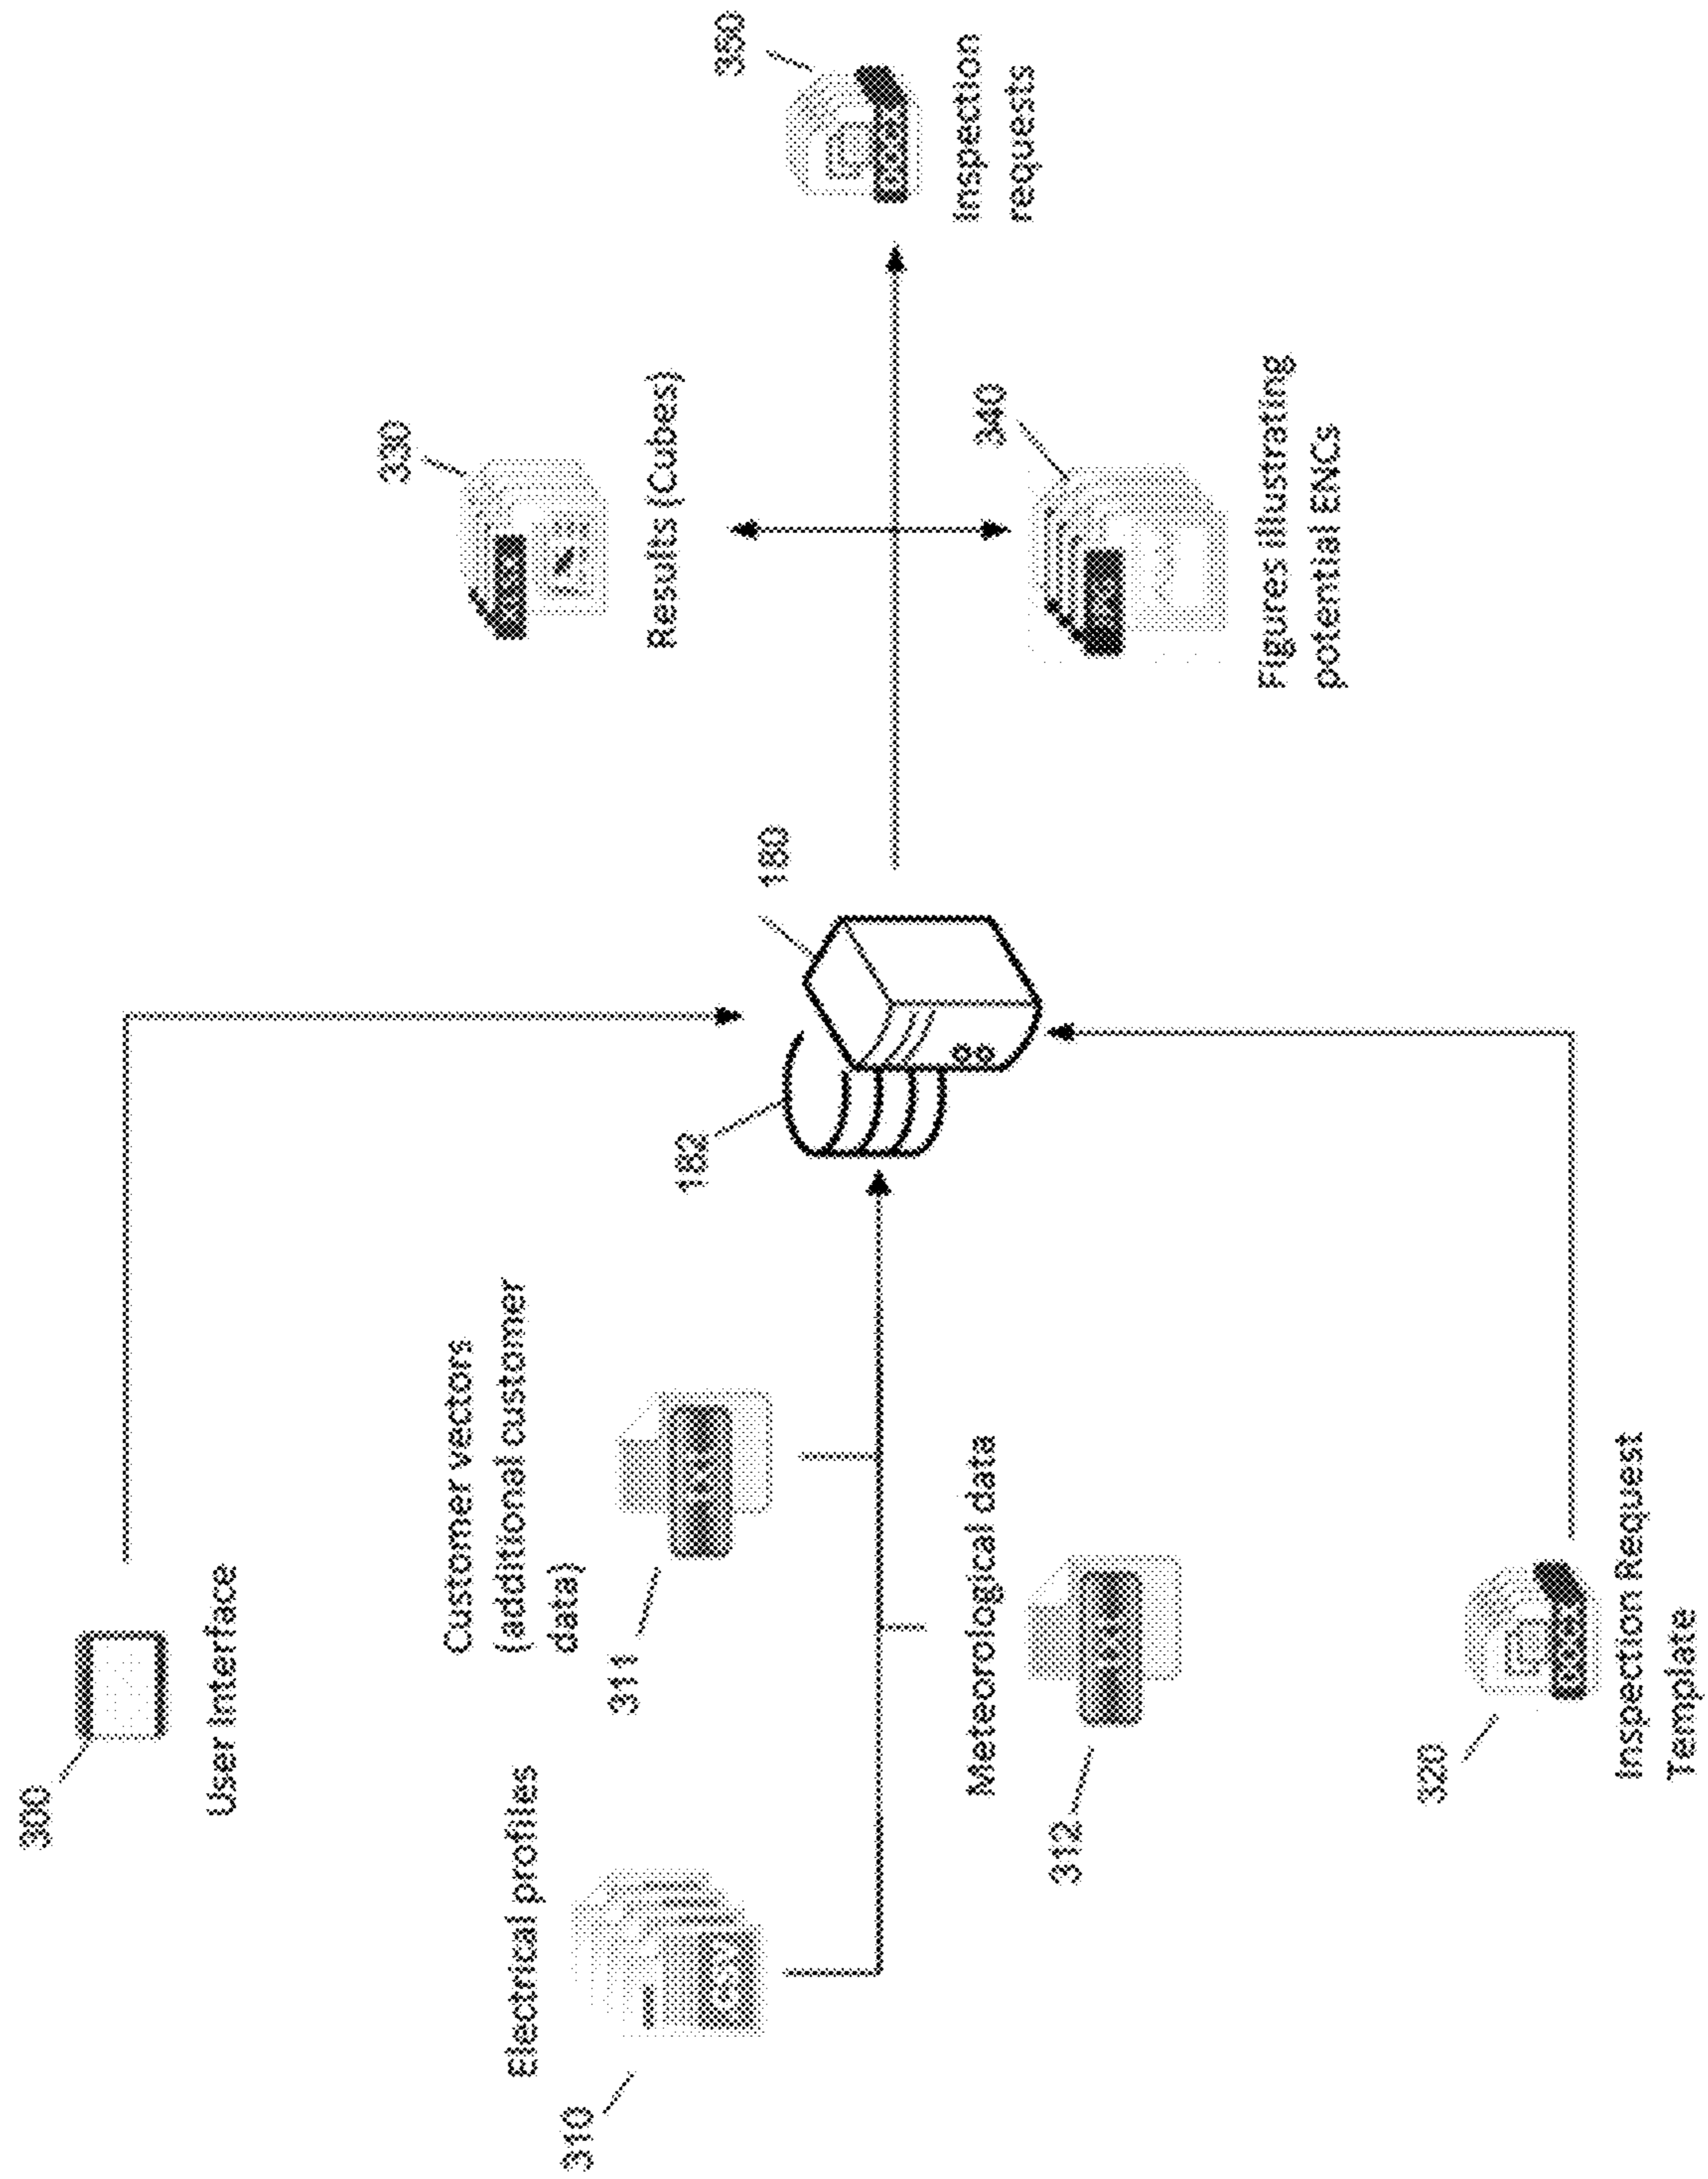 300
User Interface
310
Electrical profiles
CSV
311
Customer vectors
(additional customer
data)
312
Meteorological data
320
Inspection Request
Template
182
180
330
Results (Cubes)
340
Figures illustrating
potential ENCs
350
Inspection
requests